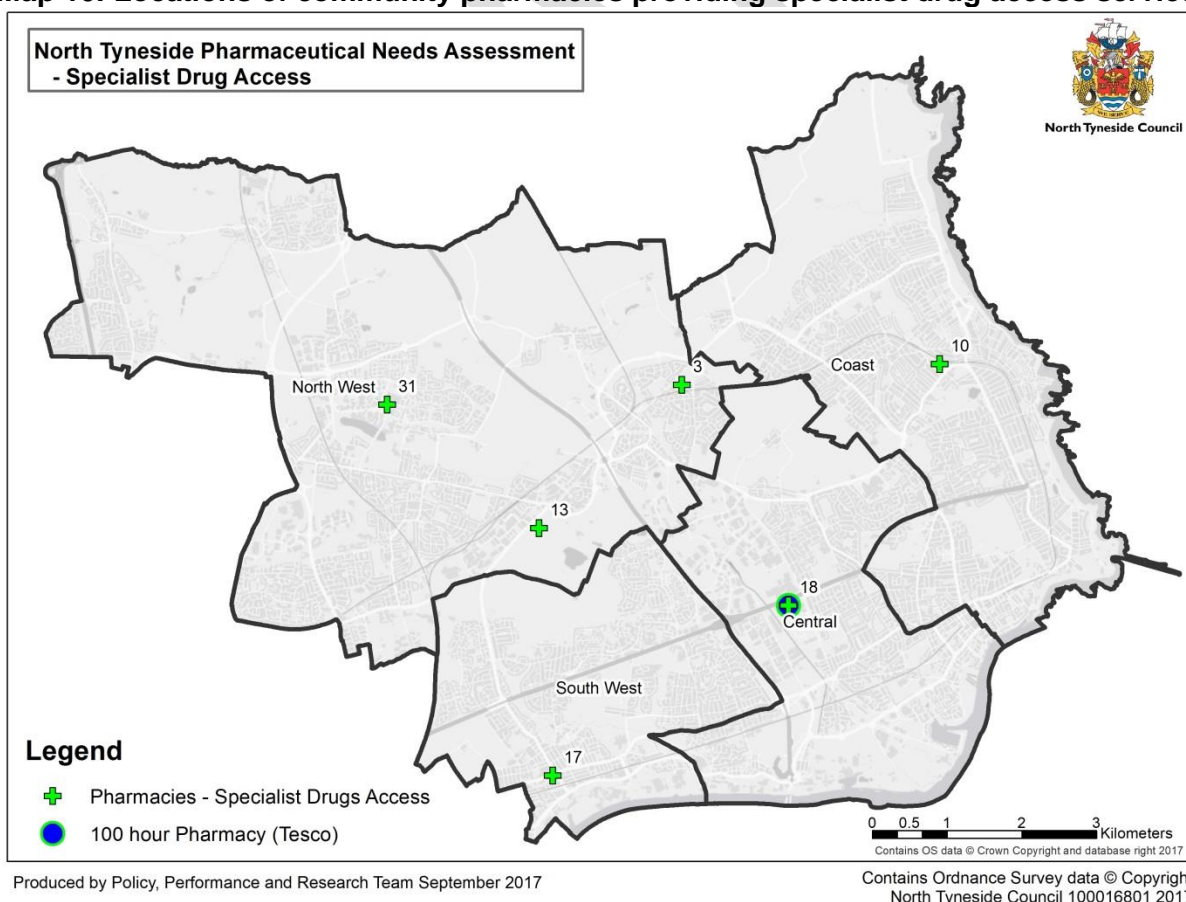 North Tyneside Pharmaceutical Needs Assessment
- Specialist Drug Access
North Tyneside Council
10
3
Coast
North West
31
13
18
Central
South West
17
Legend
Pharmacies - Specialist Drugs Access
100 hour Pharmacy (Tesco)
0 0.5 1 2 3
Kilometers
Contains OS data © Crown Copyright and database right 2017
Produced by Policy, Performance and Research Team September 2017
Contains Ordnance Survey data © Copyright
North Tyneside Council 100016801 2017